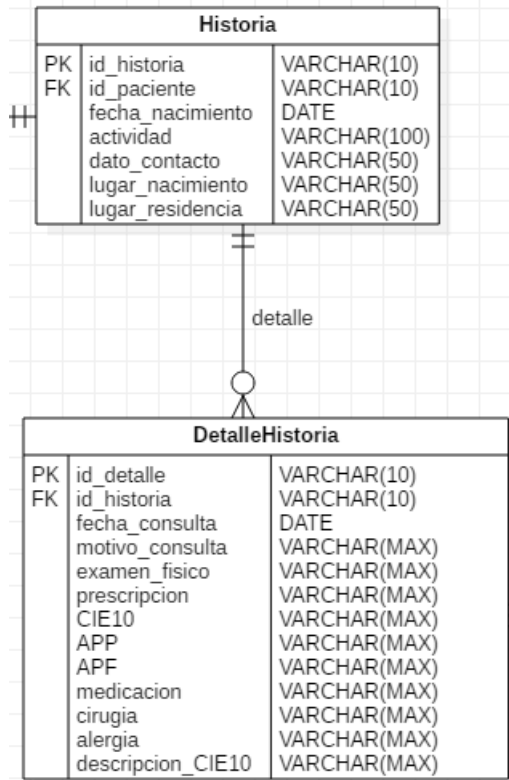 Historia
PK id_historia VARCHAR(10)
FK id_paciente VARCHAR(10)
fecha_nacimiento DATE
actividad VARCHAR(100)
dato_contacto VARCHAR(50)
lugar_nacimiento VARCHAR(50)
lugar_residencia VARCHAR(50)
detalle
DetalleHistoria
PK id_detalle VARCHAR(10)
FK id_historia VARCHAR(10)
fecha_consulta DATE
motivo_consulta VARCHAR(MAX)
examen_fisico VARCHAR(MAX)
prescripcion VARCHAR(MAX)
CIE10 VARCHAR(MAX)
APP VARCHAR(MAX)
APF VARCHAR(MAX)
medicacion VARCHAR(MAX)
cirugia VARCHAR(MAX)
alergia VARCHAR(MAX)
descripcion_CIE10 VARCHAR(MAX)